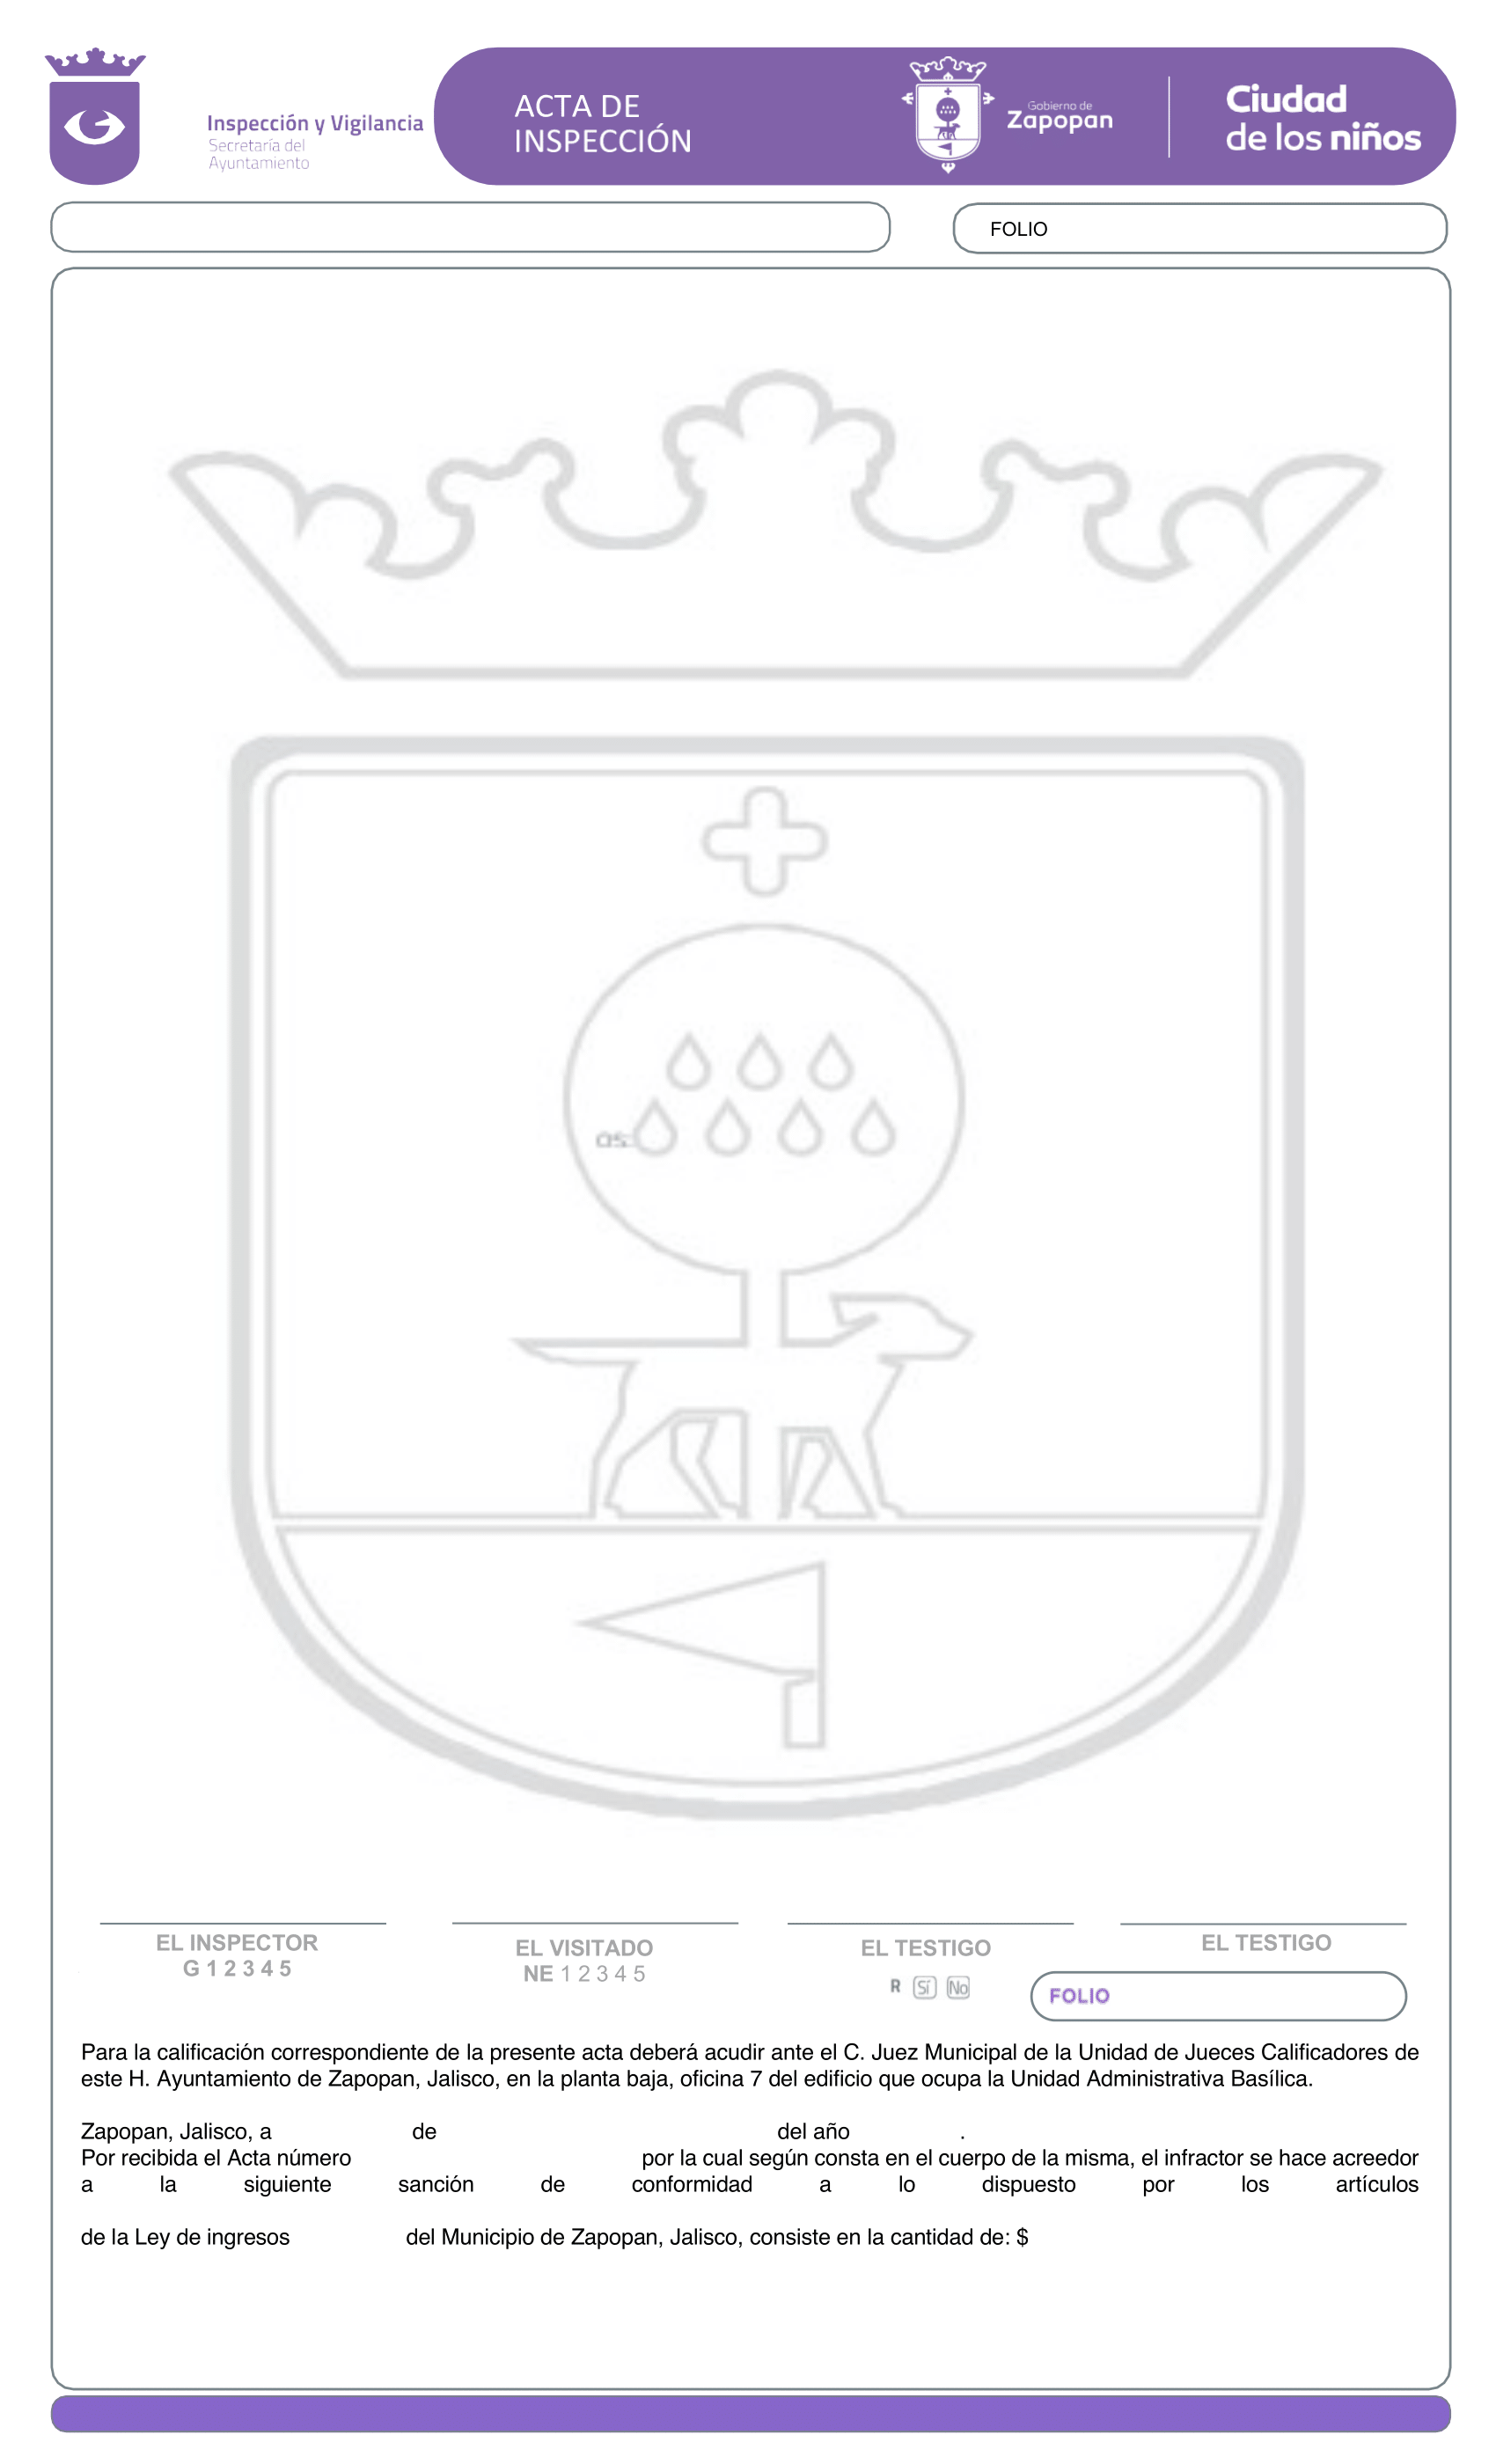 Inspección y Vigilancia
Secretaría del
Ayuntamiento
ACTA DE
INSPECCIÓN
Gobierno de
Zapopan
Ciudad
de los niños
FOLIO
os:
EL INSPECTOR
G 1 2 3 4 5
EL VISITADO
NE 1 2 3 4 5
EL TESTIGO
R Sí No
EL TESTIGO
FOLIO
Para la calificación correspondiente de la presente acta deberá acudir ante el C. Juez Municipal de la Unidad de Jueces Calificadores de
este H. Ayuntamiento de Zapopan, Jalisco, en la planta baja, oficina 7 del edificio que ocupa la Unidad Administrativa Basílica.
Zapopan, Jalisco, a de del año .
Por recibida el Acta número por la cual según consta en el cuerpo de la misma, el infractor se hace acreedor
a la siguiente sanción de conformidad a lo dispuesto por los artículos
de la Ley de ingresos del Municipio de Zapopan, Jalisco, consiste en la cantidad de: $